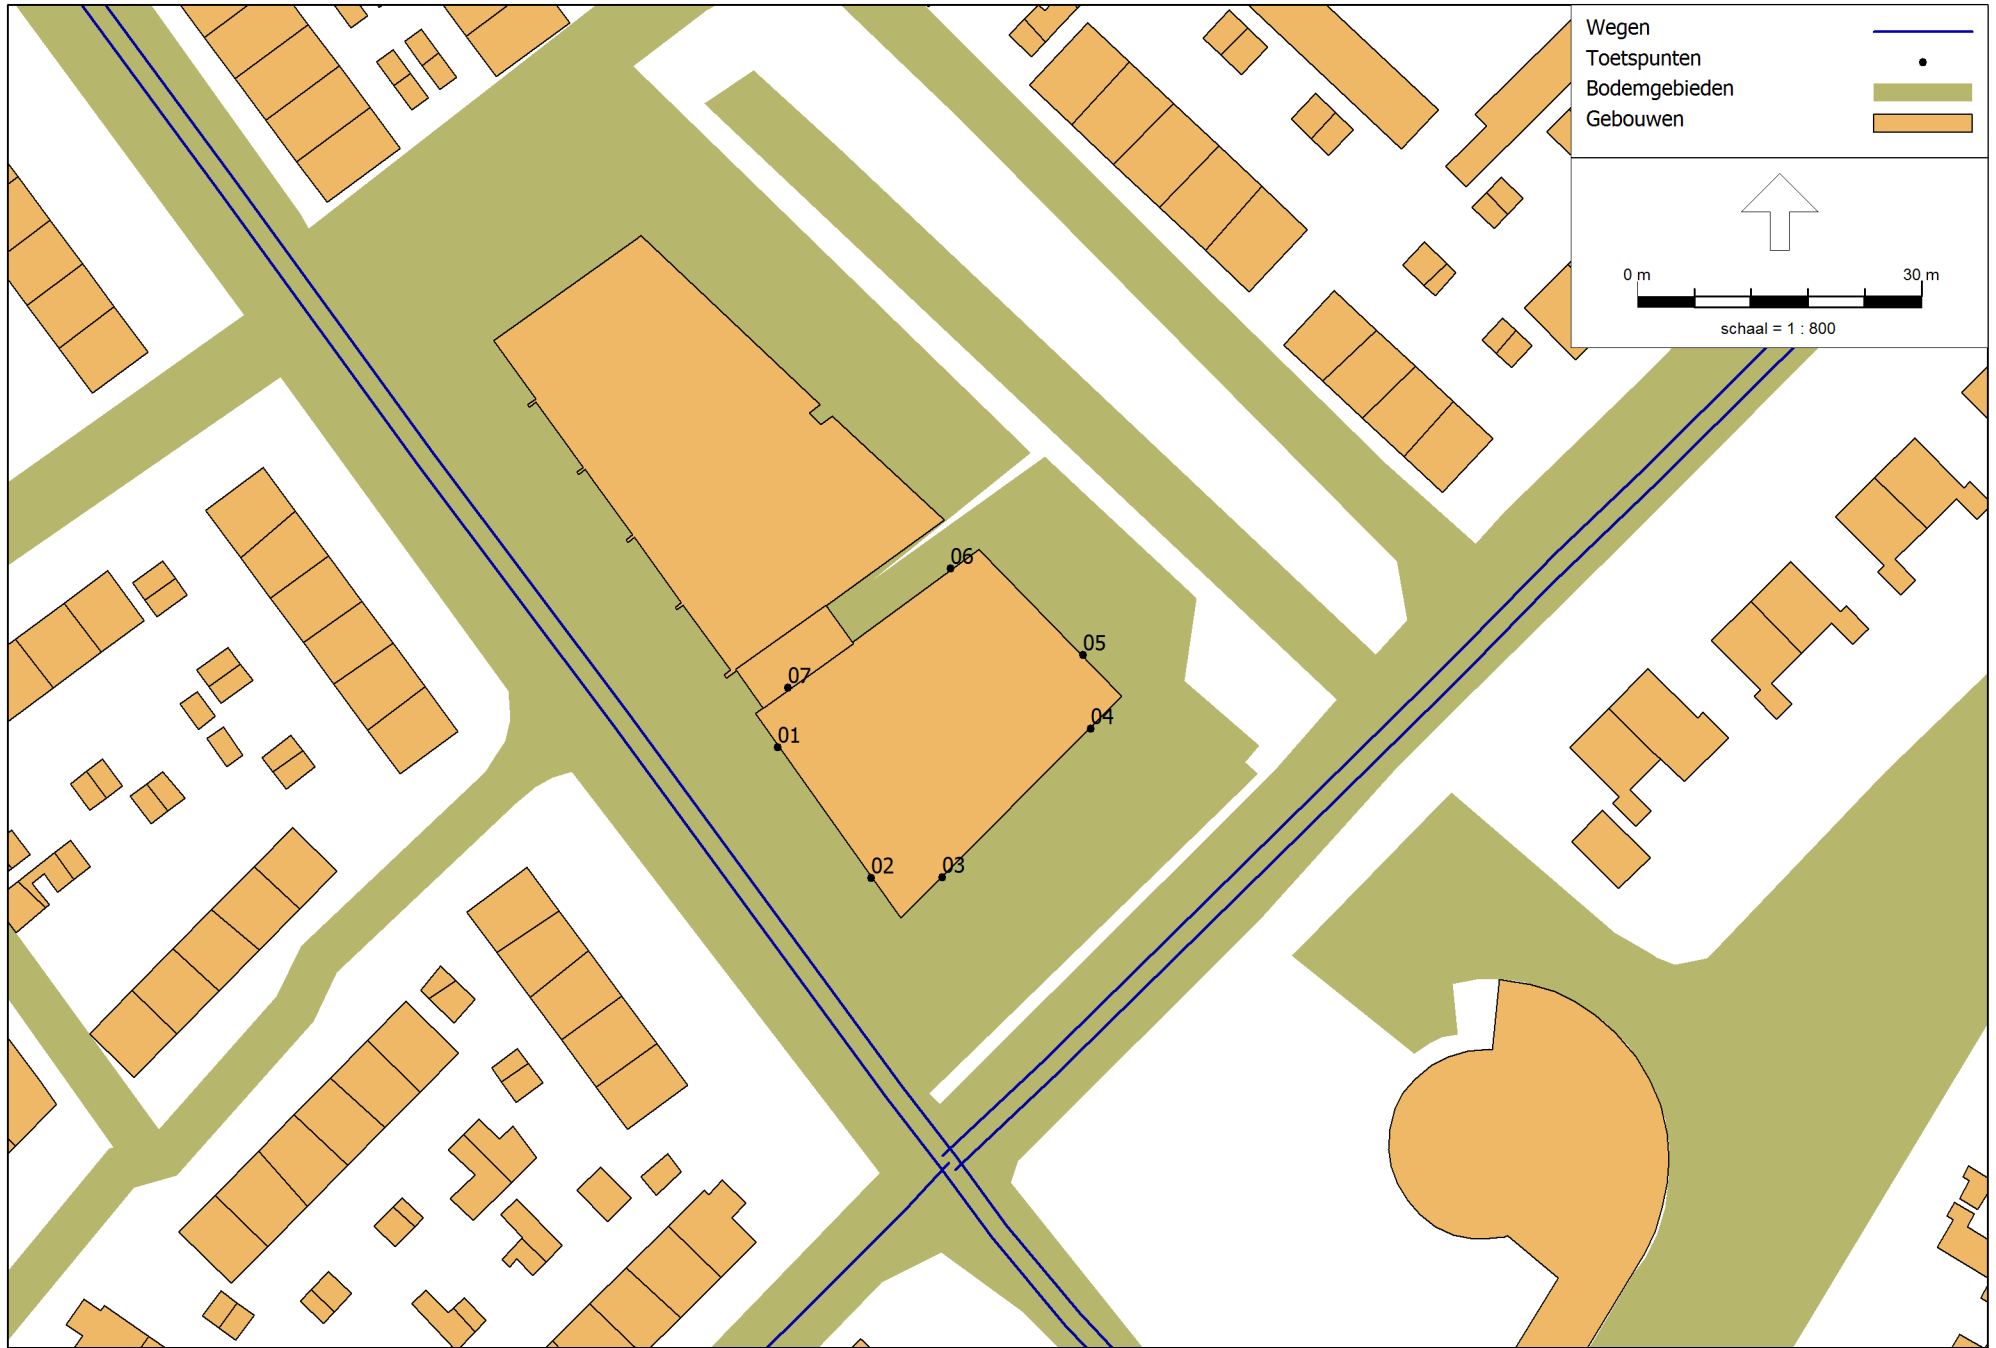 Wegen
Toetspunten
Bodemgebieden
Gebouwen
0 m 30 m
schaal = 1 : 800
06
05
07
04
01
02
03